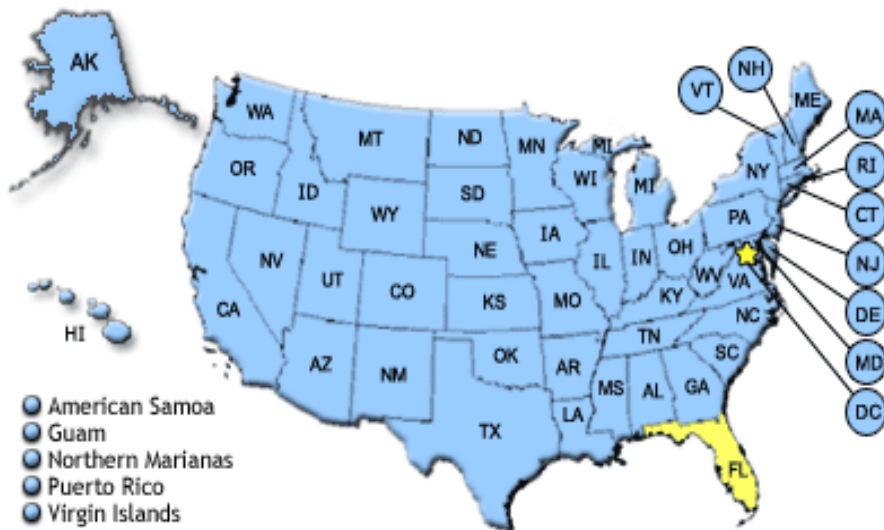 AK
WA
OR
CA
NV
ID
MT
WY
UT
CO
AZ
NM
ND
SD
NE
KS
OK
TX
MN
IA
MO
AR
LA
WI
IL
MI
MI
IN
OH
KY
TN
MS
AL
GA
FL
SC
NC
VA
WV
PA
NY
VT
NH
ME
MA
RI
CT
NJ
DE
MD
DC
HI
American Samoa
Guam
Northern Marianas
Puerto Rico
Virgin Islands